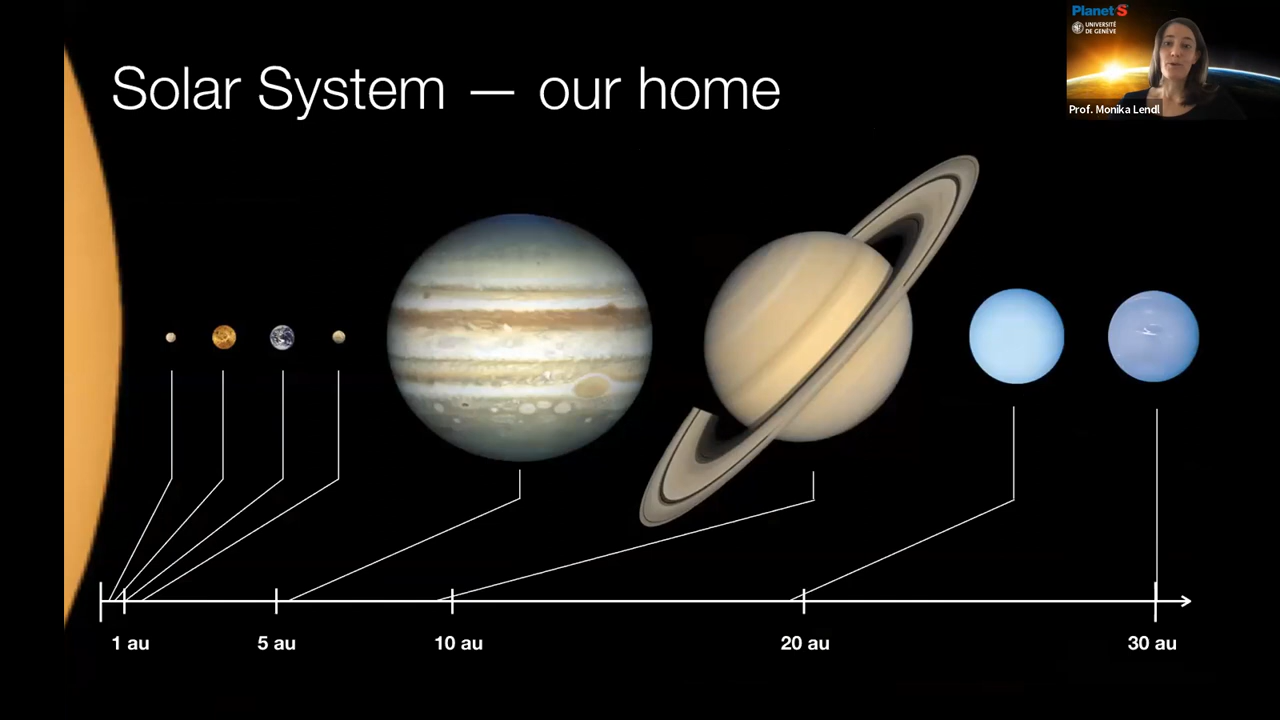 Solar System — our home
PlanetS
UNIVERSITÉ
DE GENÈVE
Prof. Monika Lendl
1 au
5 au
10 au
20 au
30 au